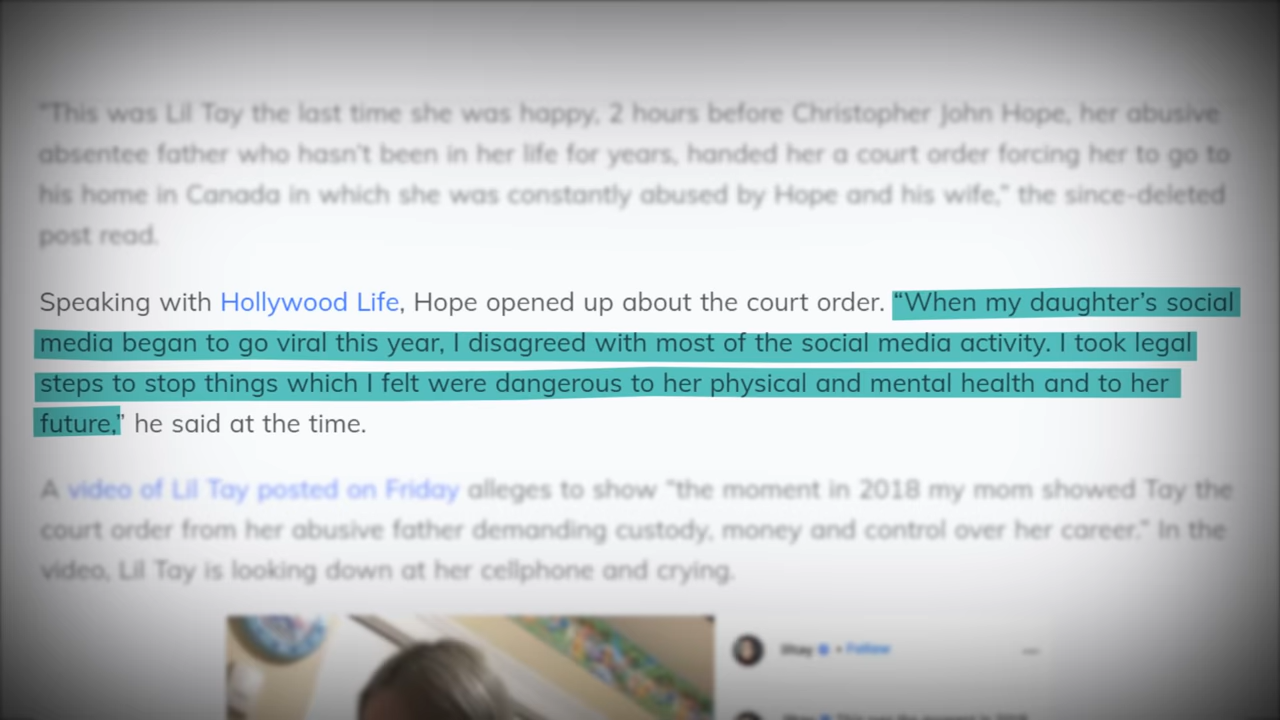 “This was Lil Tay the last time she was happy, 2 hours before Christopher John Hope, her abusive
absentee father who hasn’t been in her life for years, handed her a court order forcing her to go to
his home in Canada in which she was constantly abused by Hope and his wife,” the since-deleted
post read.
Speaking with Hollywood Life, Hope opened up about the court order. “When my daughter’s social
media began to go viral this year, I disagreed with most of the social media activity. I took legal
steps to stop things which I felt were dangerous to her physical and mental health and to her
future,” he said at the time.
A video of Lil Tay posted on Friday alleges to show “the moment in 2018 my mom showed Tay the
court order from her abusive father demanding custody, money and control over her career.” In the
video, Lil Tay is looking down at her cellphone and crying.
liltay • Follow